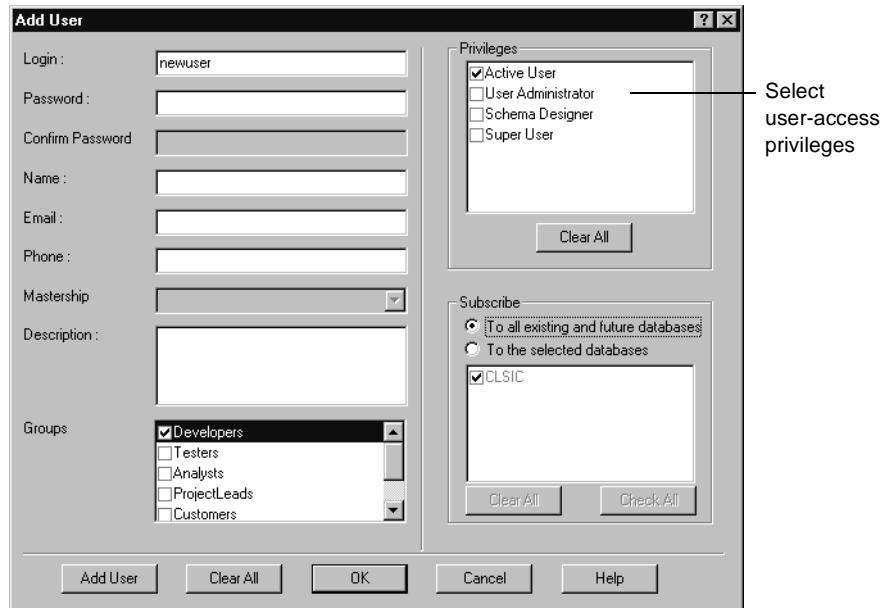 Add User
Login :
newuser
Password :
Confirm Password
Name :
Email :
Phone :
Mastership
Description :
Groups
Developers
Testers
Analysts
ProjectLeads
Customers
Privileges
Active User
User Administrator
Schema Designer
Super User
Clear All
Select
user-access
privileges
Subscribe
To all existing and future databases
To the selected databases
CLSIC
Clear All
Check All
Add User
Clear All
OK
Cancel
Help